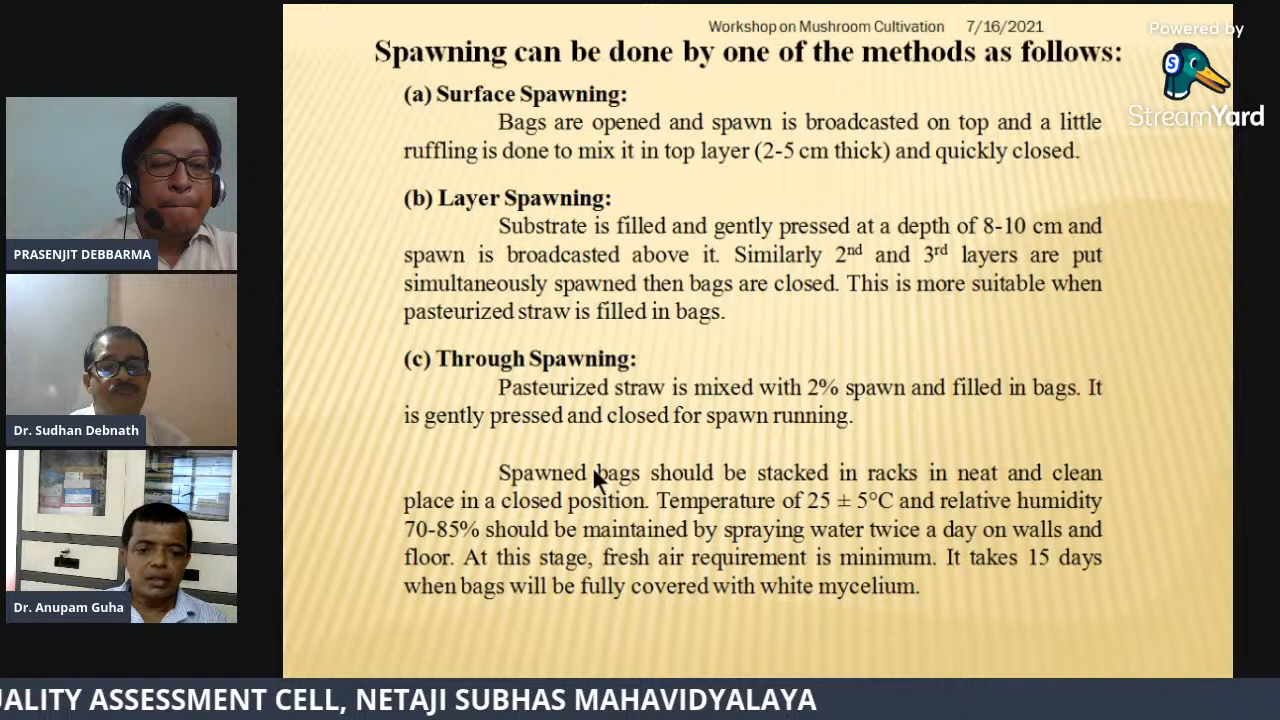 Workshop on Mushroom Cultivation 7/16/2021
Powered by
StreamYard
Spawning can be done by one of the methods as follows:
(a) Surface Spawning:
Bags are opened and spawn is broadcasted on top and a little
ruffling is done to mix it in top layer (2-5 cm thick) and quickly closed.
(b) Layer Spawning:
Substrate is filled and gently pressed at a depth of 8-10 cm and
spawn is broadcasted above it. Similarly 2nd and 3rd layers are put
simultaneously spawned then bags are closed. This is more suitable when
pasteurized straw is filled in bags.
(c) Through Spawning:
Pasteurized straw is mixed with 2% spawn and filled in bags. It
is gently pressed and closed for spawn running.
Spawned bags should be stacked in racks in neat and clean
place in a closed position. Temperature of 25 ± 5°C and relative humidity
70-85% should be maintained by spraying water twice a day on walls and
floor. At this stage, fresh air requirement is minimum. It takes 15 days
when bags will be fully covered with white mycelium.
PRASENJIT DEBBARMA
Dr. Sudhan Debnath
Dr. Anupam Guha
UALITY ASSESSMENT CELL, NETAJI SUBHAS MAHAVIDYALAYA